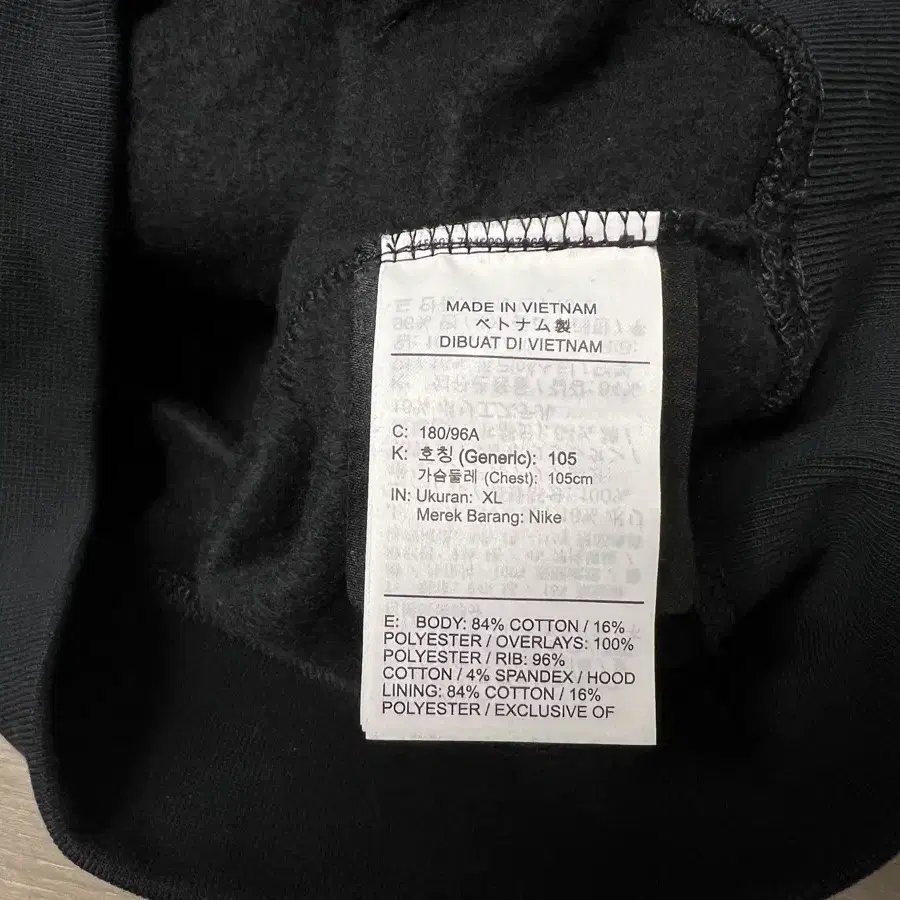 MADE IN VIETNAM
ベトナム製
DIBUAT DI VIETNAM
C: 180/96A
K: 호칭 (Generic): 105
가슴둘레 (Chest): 105cm
IN: Ukuran: XL
Merek Barang: Nike
E: BODY: 84% COTTON / 16%
POLYESTER / OVERLAYS: 100%
POLYESTER / RIB: 96%
COTTON / 4% SPANDEX / HOOD
LINING: 84% COTTON / 16%
POLYESTER / EXCLUSIVE OF